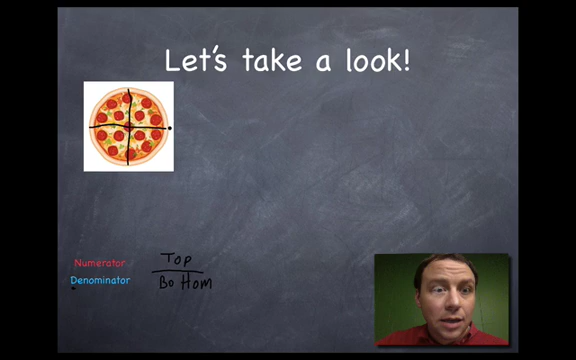 Let's take a look!
Numerator
Top
Denominator
Bottom